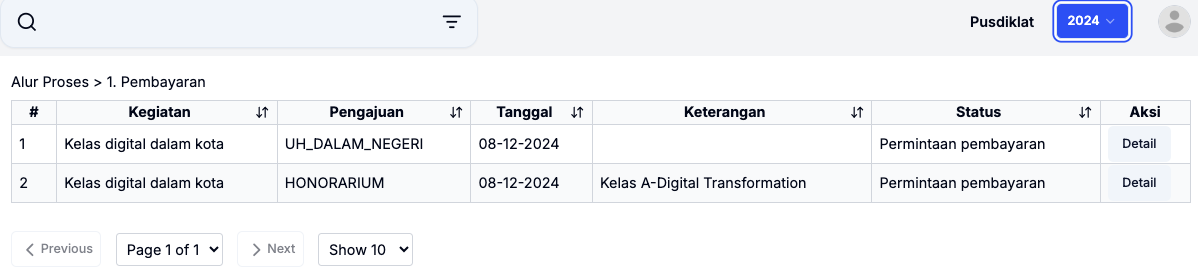 Pusdiklat 2024
Alur Proses > 1. Pembayaran
# Kegiatan Pengajuan Tanggal Keterangan Status Aksi
1 Kelas digital dalam kota UH_DALAM_NEGERI 08-12-2024 Permintaan pembayaran Detail
2 Kelas digital dalam kota HONORARIUM 08-12-2024 Kelas A-Digital Transformation Permintaan pembayaran Detail
Previous Page 1 of 1 Next Show 10